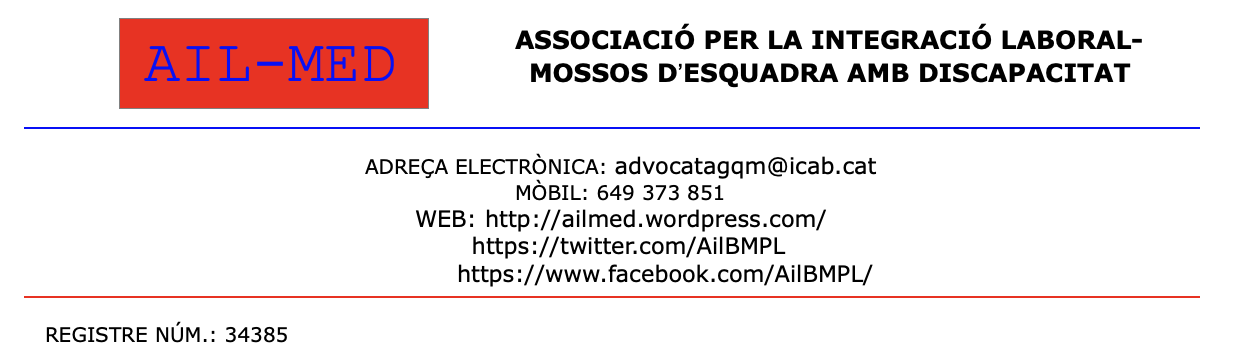 AIL-MED
ASSOCIACIÓ PER LA INTEGRACIÓ LABORAL-
MOSSOS D’ESQUADRA AMB DISCAPACITAT
ADREÇA ELECTRÒNICA: advocatagqm@icab.cat
MÒBIL: 649 373 851
WEB: http://ailmed.wordpress.com/
https://twitter.com/AilBMPL
https://www.facebook.com/AilBMPL/
REGISTRE NÚM.: 34385